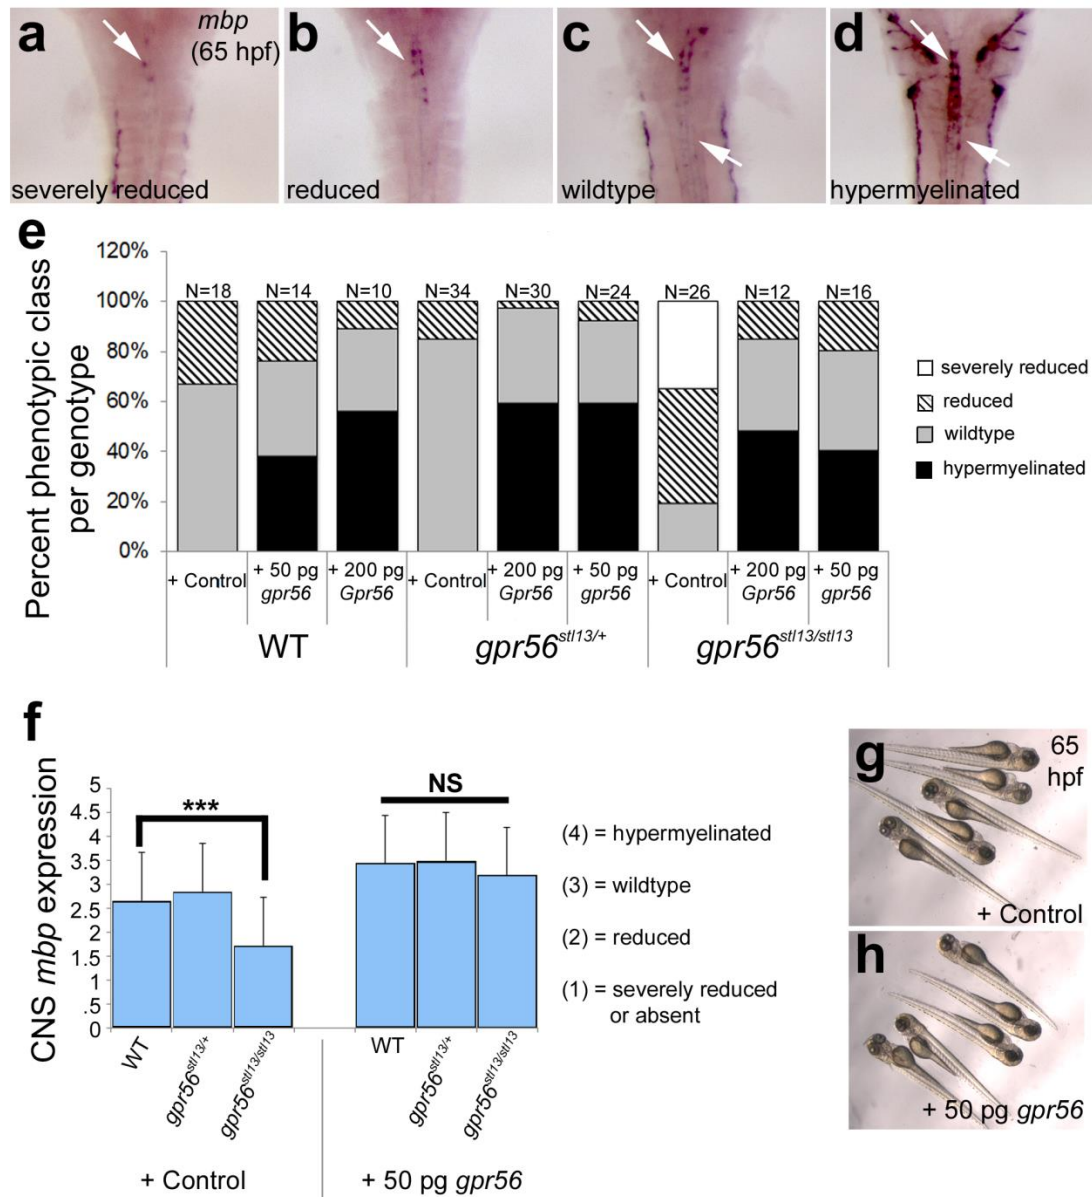 a
mbp
(65 hpf)
severely reduced
b
reduced
c
wildtype
d
hypermyelinated
e
Percent phenotypic class
per genotype
120%
100%
80%
60%
40%
20%
0%
N=18
N=14
N=10
N=34
N=30
N=24
N=26
N=12
N=16
+ Control
+ 50 pg
gpr56
+ 200 pg
Gpr56
+ Control
+ 200 pg
Gpr56
+ 50 pg
gpr56
+ Control
+ 200 pg
Gpr56
+ 50 pg
gpr56
WT
gpr56stl13/+
gpr56stl13/stl13
severely reduced
reduced
wildtype
hypermyelinated
f
CNS mbp expression
5
4.5
4
3.5
3
2.5
2
1.5
1
.5
0
***
NS
WT
gpr56stl13/+
gpr56stl13/stl13
WT
gpr56stl13/+
gpr56stl13/stl13
+ Control
+ 50 pg gpr56
(4) = hypermyelinated
(3) = wildtype
(2) = reduced
(1) = severely reduced
or absent
g
65
hpf
+ Control
h
+ 50 pg gpr56